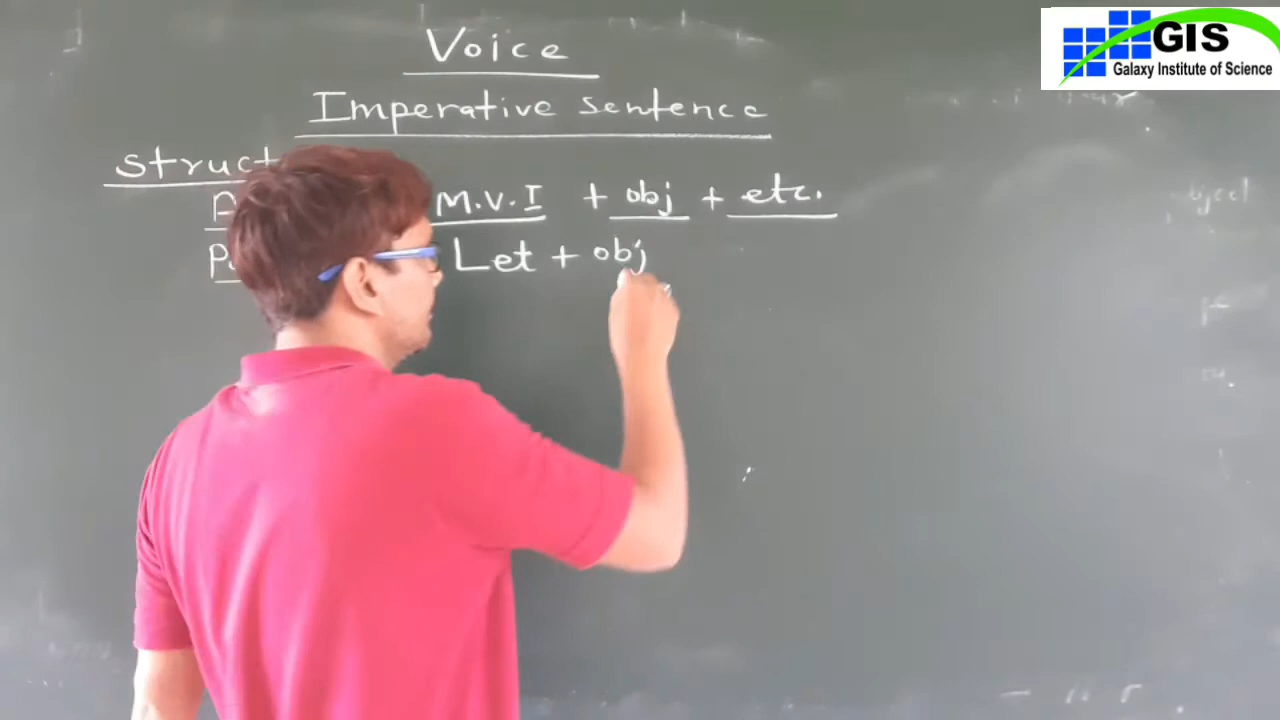 GIS
Galaxy Institute of Science
Voice
Imperative sentence
struct
M.V.I + obj + etc.
Let + obj